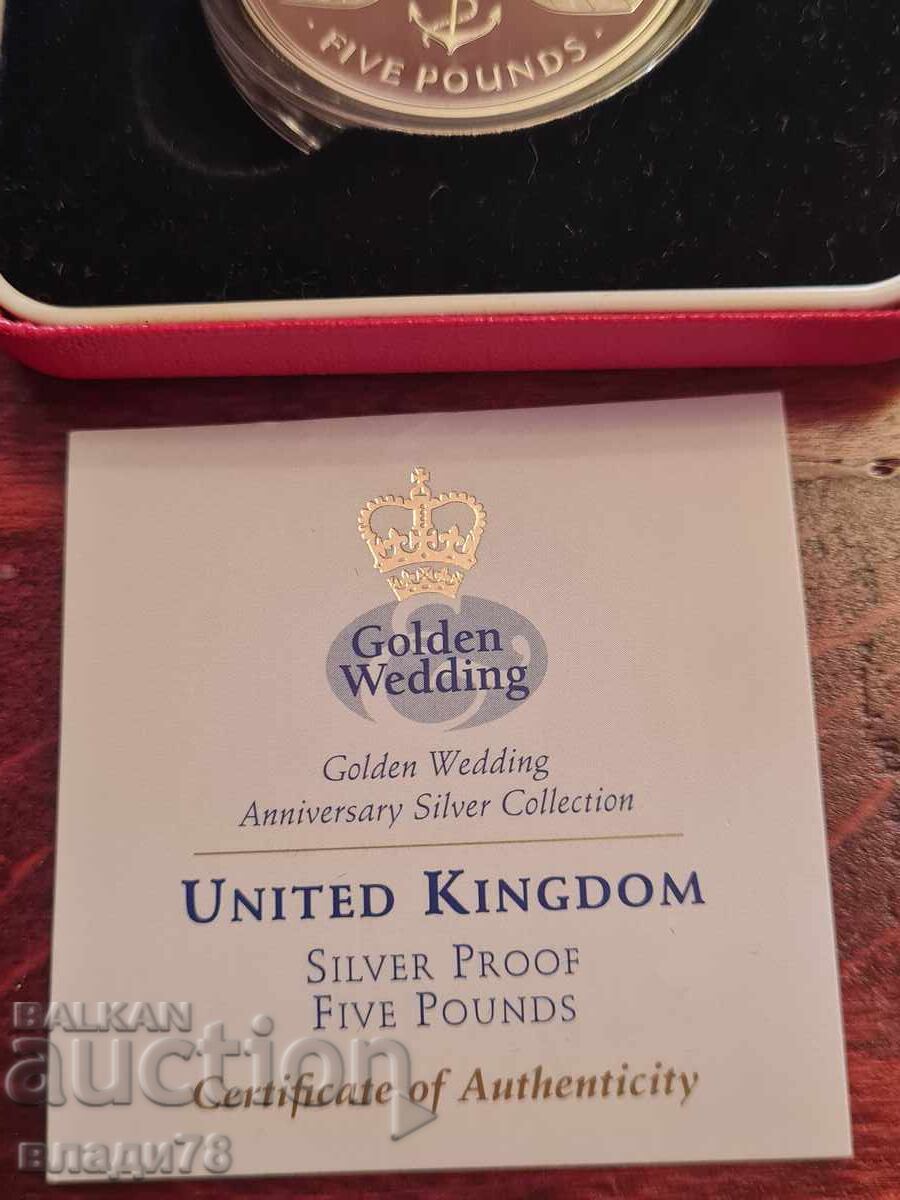 · FIVE POUNDS ·
Golden
Wedding
Golden Wedding
Anniversary Silver Collection
UNITED KINGDOM
SILVER PROOF
FIVE POUNDS
Certificate of Authenticity
BALKAN
auction
Влади78